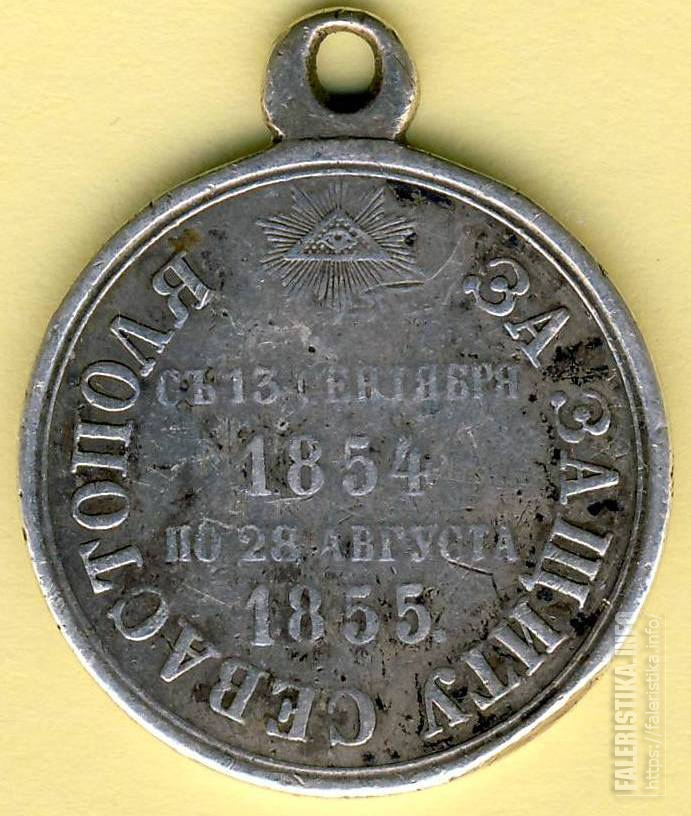 ЗА ЗАЩИТУ СЕВАСТОПОЛЯ
СЪ 13 СЕНТЯБРЯ
1854
ПО 28 АВГУСТА
1855.
FALERISTIKA.INFO
https://faleristika.info/